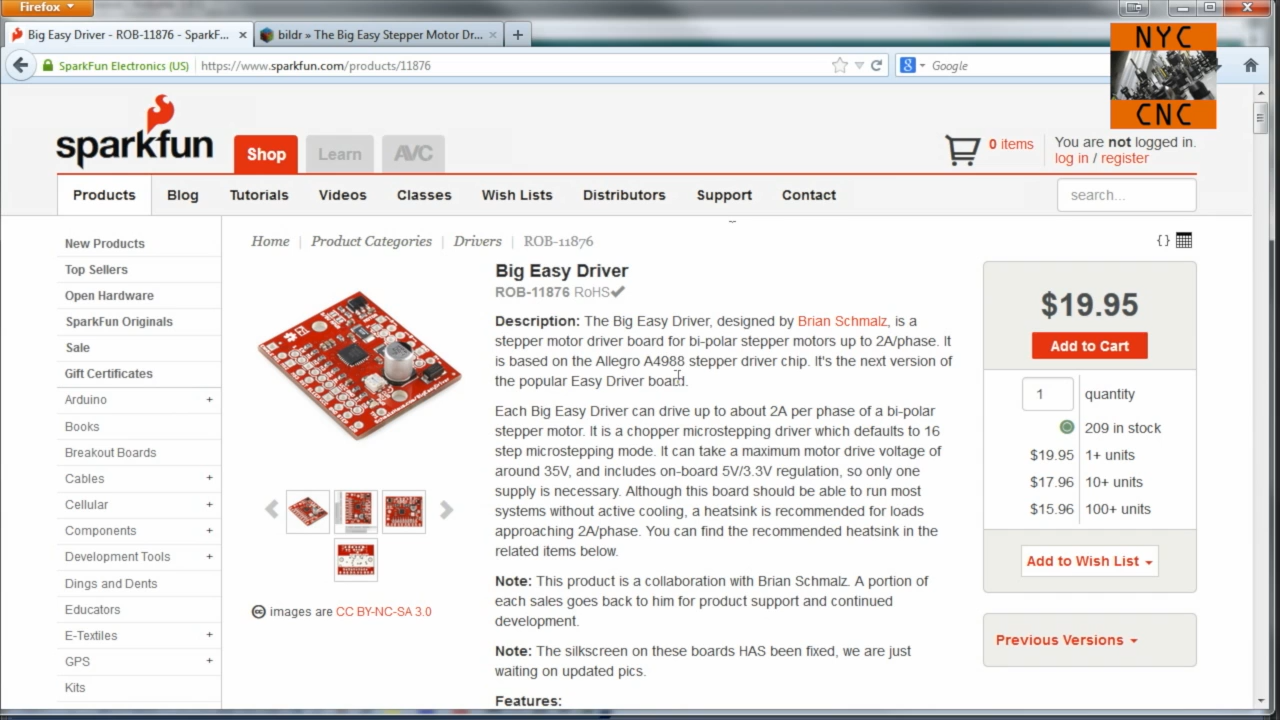 Firefox
Big Easy Driver - ROB-11876 - SparkF...
bildr » The Big Easy Stepper Motor Dr...
SparkFun Electronics (US)
https://www.sparkfun.com/products/11876
Google
NYC
CNC
sparkfun
Shop
Learn
AVC
0 items
You are not logged in.
log in / register
Products
Blog
Tutorials
Videos
Classes
Wish Lists
Distributors
Support
Contact
search...
New Products
Top Sellers
Open Hardware
SparkFun Originals
Sale
Gift Certificates
Arduino +
Books
Breakout Boards
Cables +
Cellular +
Components +
Development Tools +
Dings and Dents
Educators
E-Textiles +
GPS +
Kits
Home | Product Categories | Drivers | ROB-11876
{ }
Big Easy Driver
ROB-11876 RoHS✔
Description: The Big Easy Driver, designed by Brian Schmalz, is a
stepper motor driver board for bi-polar stepper motors up to 2A/phase. It
is based on the Allegro A4988 stepper driver chip. It's the next version of
the popular Easy Driver board.
Each Big Easy Driver can drive up to about 2A per phase of a bi-polar
stepper motor. It is a chopper microstepping driver which defaults to 16
step microstepping mode. It can take a maximum motor drive voltage of
around 35V, and includes on-board 5V/3.3V regulation, so only one
supply is necessary. Although this board should be able to run most
systems without active cooling, a heatsink is recommended for loads
approaching 2A/phase. You can find the recommended heatsink in the
related items below.
Note: This product is a collaboration with Brian Schmalz. A portion of
each sales goes back to him for product support and continued
development.
Note: The silkscreen on these boards HAS been fixed, we are just
waiting on updated pics.
Features:
images are CC BY-NC-SA 3.0
$19.95
Add to Cart
1 quantity
209 in stock
$19.95 1+ units
$17.96 10+ units
$15.96 100+ units
Add to Wish List
Previous Versions